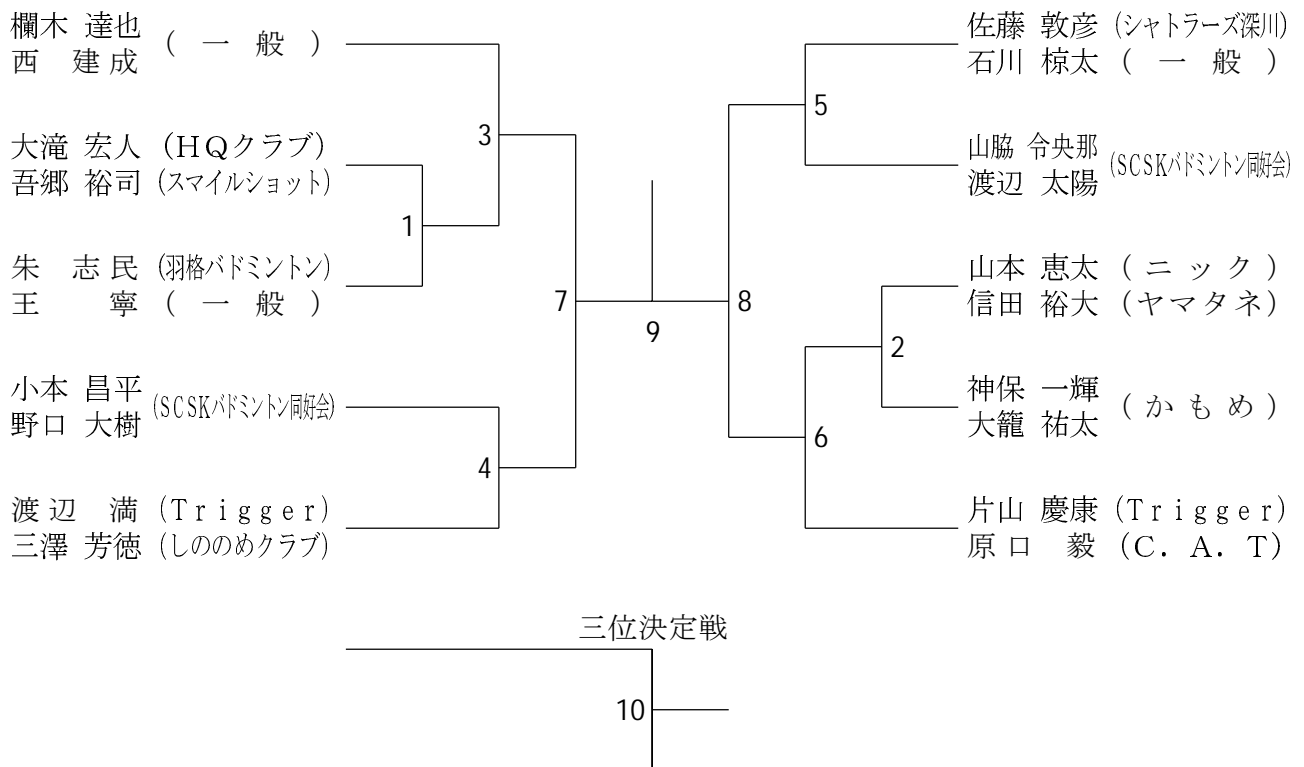 欄木 達也 ( 一 般 )
西 建成
3
大滝 宏人 (HQクラブ)
吾郷 裕司 (スマイルショット)
1
朱 志民 (羽格バドミントン)
王 寧 ( 一 般 )
7
小本 昌平 (SCSKバドミントン同好会)
野口 大樹
4
渡辺 満 (Trigger)
三澤 芳徳 (しののめクラブ)
9
佐藤 敦彦 (シャトラーズ深川)
石川 椋太 ( 一 般 )
5
山脇 令央那 (SCSKバドミントン同好会)
渡辺 太陽
8
山本 恵太 (ニック)
信田 裕大 (ヤマタネ)
2
神保 一輝 (かもめ)
大籠 祐太
6
片山 慶康 (Trigger)
原口 毅 (C. A. T)
三位決定戦
10